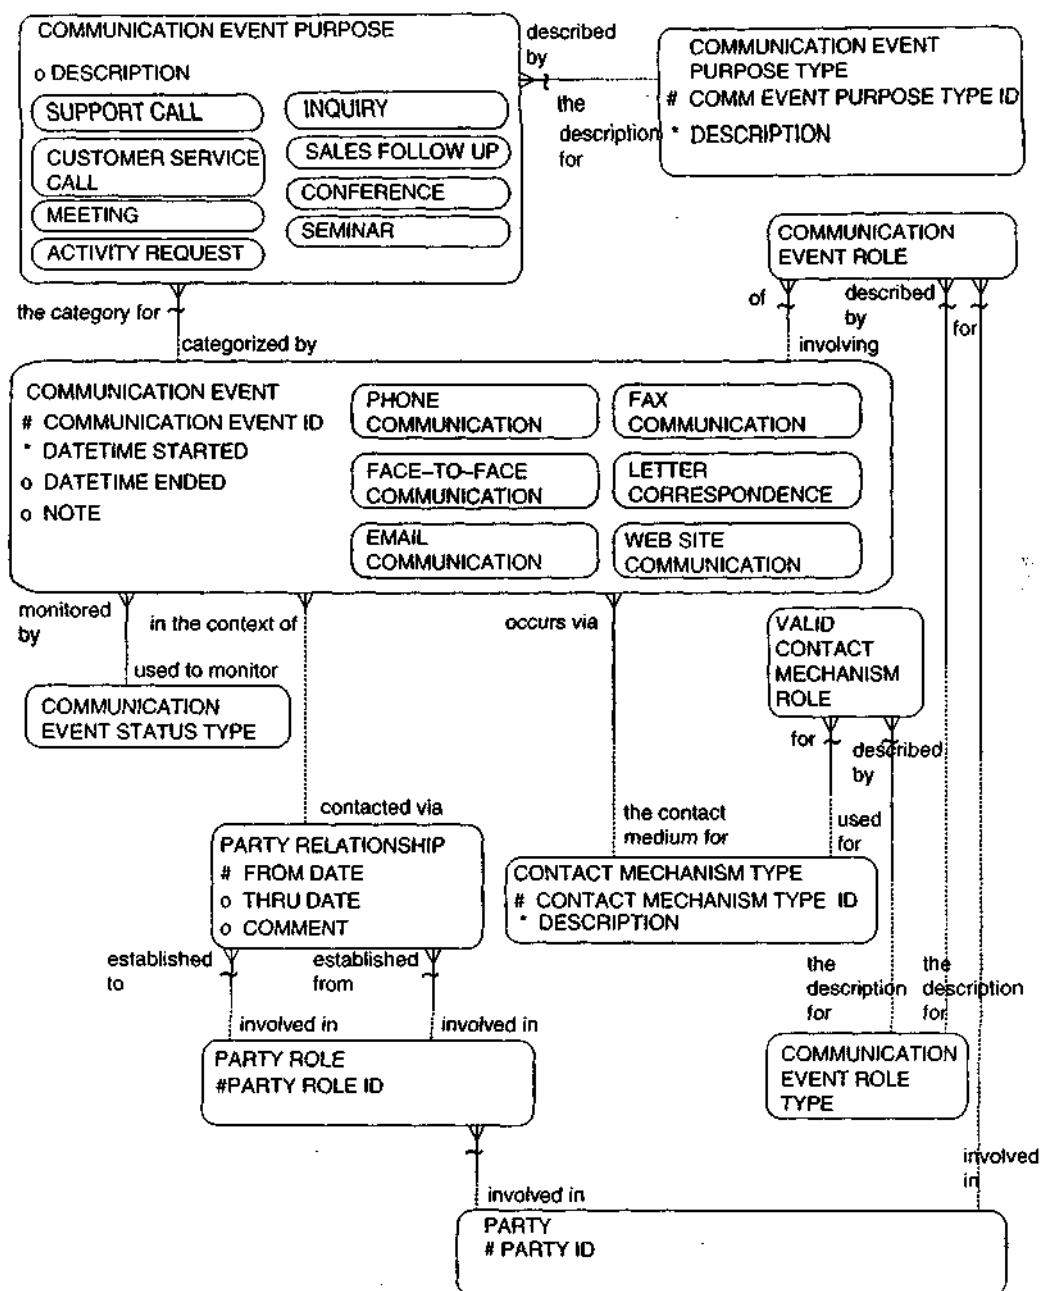 COMMUNICATION EVENT PURPOSE
o DESCRIPTION
SUPPORT CALL
INQUIRY
CUSTOMER SERVICE
CALL
SALES FOLLOW UP
MEETING
CONFERENCE
ACTIVITY REQUEST
SEMINAR
described
by
the
description
for
COMMUNICATION EVENT
PURPOSE TYPE
# COMM EVENT PURPOSE TYPE ID
* DESCRIPTION
COMMUNICATION
EVENT ROLE
the category for
categorized by
of
involving
described
by
for
COMMUNICATION EVENT
# COMMUNICATION EVENT ID
* DATETIME STARTED
o DATETIME ENDED
o NOTE
PHONE
COMMUNICATION
FAX
COMMUNICATION
FACE-TO-FACE
COMMUNICATION
LETTER
CORRESPONDENCE
EMAIL
COMMUNICATION
WEB SITE
COMMUNICATION
monitored
by
in the context of
occurs via
used to monitor
COMMUNICATION
EVENT STATUS TYPE
VALID
CONTACT
MECHANISM
ROLE
for
described
by
contacted via
the contact
medium for
used
for
PARTY RELATIONSHIP
# FROM DATE
o THRU DATE
o COMMENT
CONTACT MECHANISM TYPE
# CONTACT MECHANISM TYPE ID
* DESCRIPTION
established
to
established
from
the
description
for
the
description
for
involved in
involved in
PARTY ROLE
#PARTY ROLE ID
COMMUNICATION
EVENT ROLE
TYPE
involved
in
involved in
PARTY
# PARTY ID